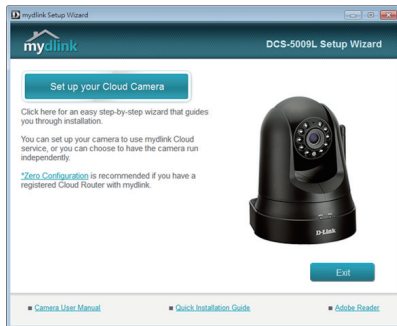 mydlink Setup Wizard
mydlink
DCS-5009L Setup Wizard
Set up your Cloud Camera
Click here for an easy step-by-step wizard that guides
you through installation.
You can set up your camera to use mydlink Cloud
service, or you can choose to have the camera run
independently.
*Zero Configuration is recommended if you have a
registered Cloud Router with mydlink.
D-Link
Exit
Camera User Manual
Quick Installation Guide
Adobe Reader